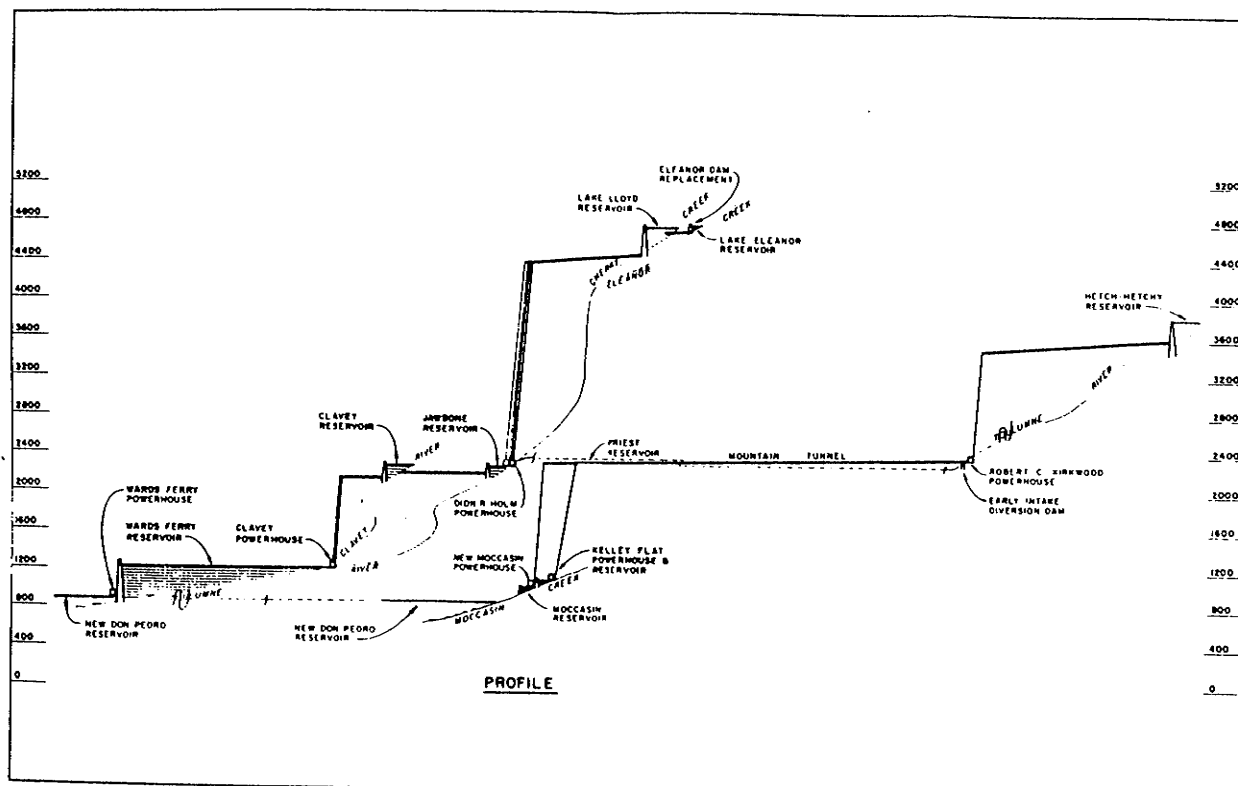 5200
4800
4400
4000
3600
3200
2800
2400
2000
1600
1200
800
400
0
ELEANOR DAM
REPLACEMENT
LAKE LLOYD
RESERVOIR
CREEK
CREEK
LAKE ELEANOR
RESERVOIR
CHERRY
ELEANOR
HETCH-HETCHY
RESERVOIR
RIVER
TUOLUMNE
CLAVEY
RESERVOIR
RIVER
JAWBONE
RESERVOIR
PRIEST
RESERVOIR
MOUNTAIN TUNNEL
ROBERT C. KIRKWOOD
POWERHOUSE
EARLY INTAKE
DIVERSION DAM
DION R HOLM
POWERHOUSE
WARDS FERRY
POWERHOUSE
WARDS FERRY
RESERVOIR
CLAVEY
POWERHOUSE
CLAVEY
RIVER
TUOLUMNE
NEW MOCCASIN
POWERHOUSE
KELLEY FLAT
POWERHOUSE &
RESERVOIR
CREEK
MOCCASIN
MOCCASIN
RESERVOIR
NEW DON PEDRO
RESERVOIR
NEW DON PEDRO
RESERVOIR
5200
4800
4400
4000
3600
3200
2800
2400
2000
1600
1200
800
400
0
PROFILE